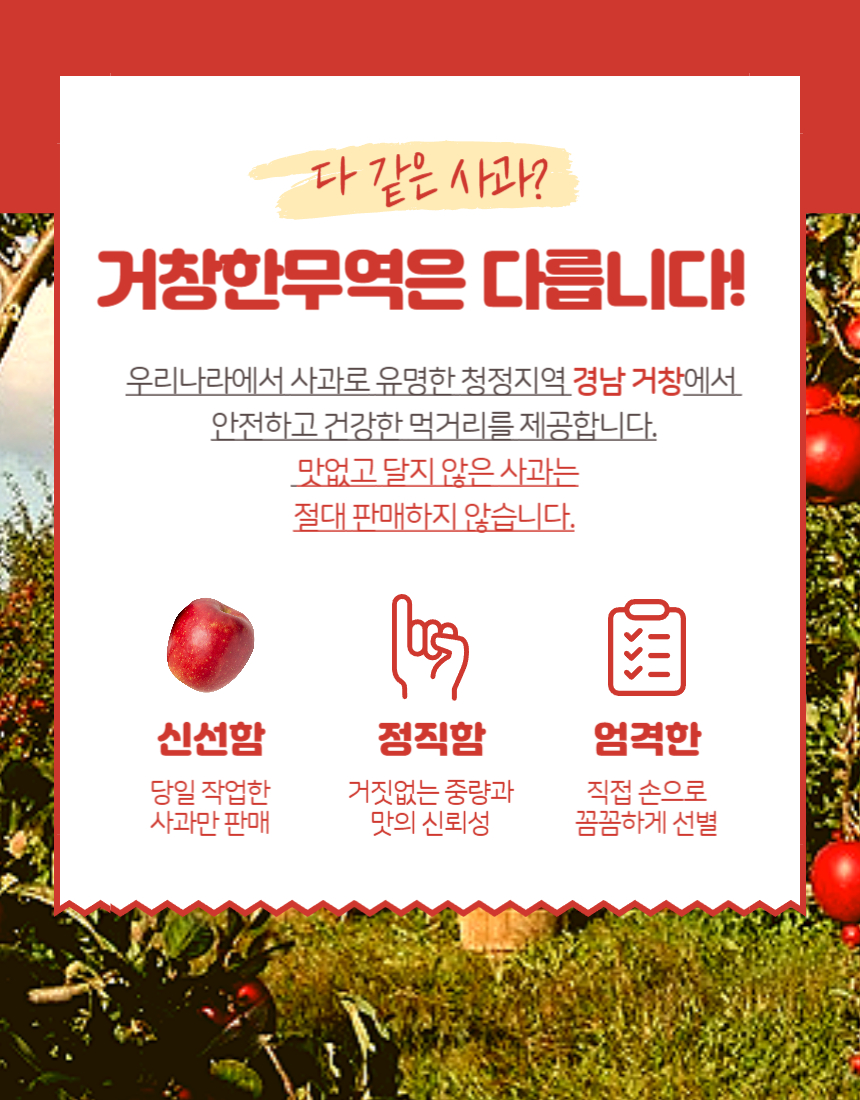 다 같은 사과?
거창한무역은 다릅니다!
우리나라에서 사과로 유명한 청정지역 경남 거창에서
안전하고 건강한 먹거리를 제공합니다.
맛없고 달지 않은 사과는
절대 판매하지 않습니다.
신선함
당일 작업한
사과만 판매
정직함
거짓없는 중량과
맛의 신뢰성
엄격한
직접 손으로
꼼꼼하게 선별